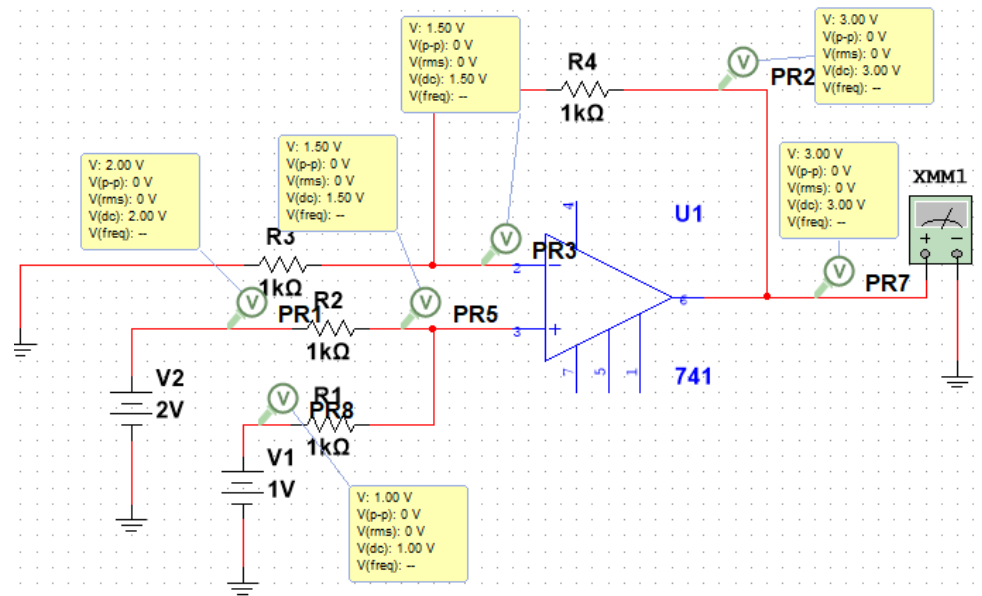 V: 1.50 V
V(p-p): 0 V
V(rms): 0 V
V(dc): 1.50 V
V(freq): --
R4
1kΩ
PR2
V
V: 3.00 V
V(p-p): 0 V
V(rms): 0 V
V(dc): 3.00 V
V(freq): --
V: 2.00 V
V(p-p): 0 V
V(rms): 0 V
V(dc): 2.00 V
V(freq): --
V: 1.50 V
V(p-p): 0 V
V(rms): 0 V
V(dc): 1.50 V
V(freq): --
V: 3.00 V
V(p-p): 0 V
V(rms): 0 V
V(dc): 3.00 V
V(freq): --
XMM1
+ −
U1
4
R3
1kΩ
V
PR3
2
−
V
PR7
6
V
PR1
R2
1kΩ
V
PR5
3
+
7
5
1
741
V2
2V
V
R1
PR8
1kΩ
V1
1V
V: 1.00 V
V(p-p): 0 V
V(rms): 0 V
V(dc): 1.00 V
V(freq): --